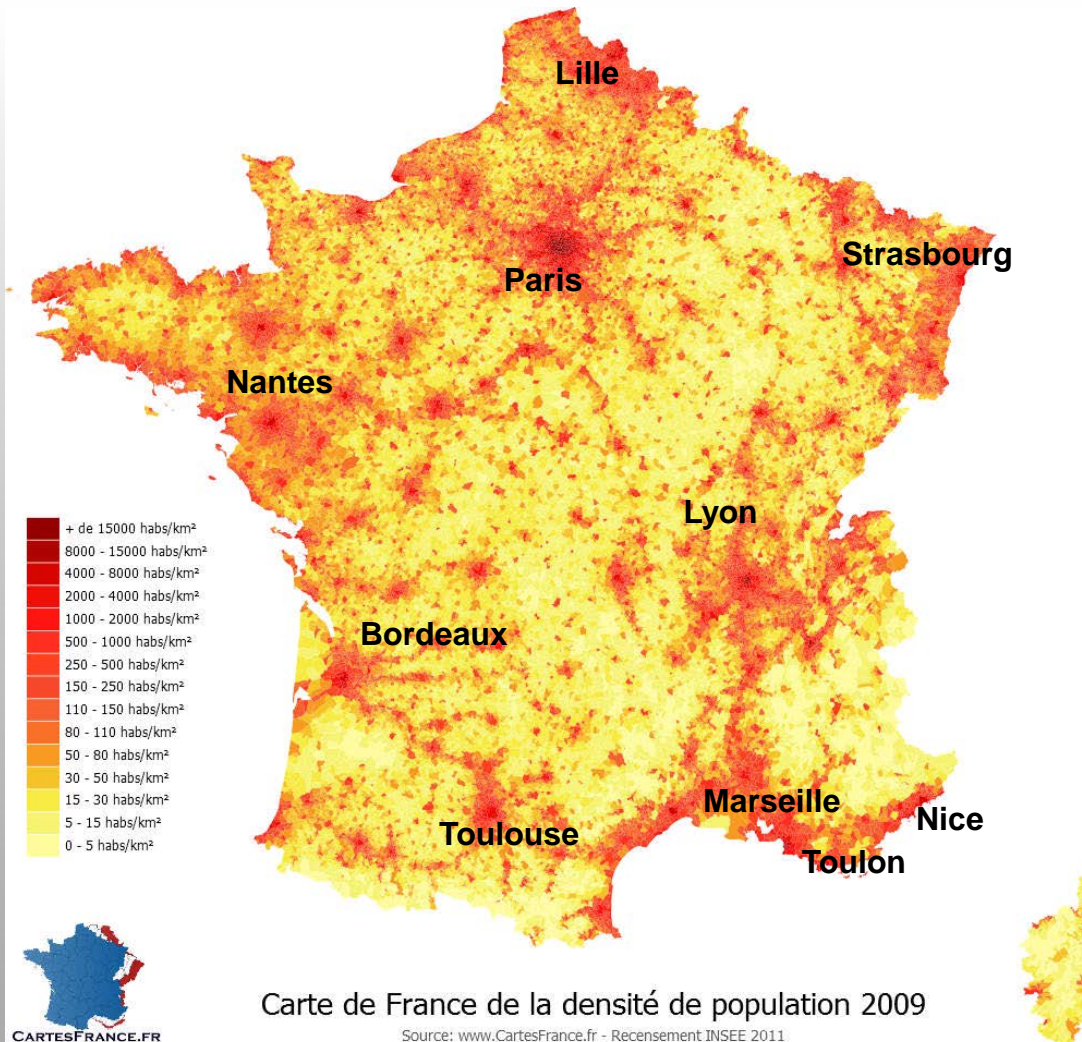 Lille
Strasbourg
Paris
Nantes
Lyon
Bordeaux
Marseille
Nice
Toulouse
Toulon
+ de 15000 habs/km²
8000 - 15000 habs/km²
4000 - 8000 habs/km²
2000 - 4000 habs/km²
1000 - 2000 habs/km²
500 - 1000 habs/km²
250 - 500 habs/km²
150 - 250 habs/km²
110 - 150 habs/km²
80 - 110 habs/km²
50 - 80 habs/km²
30 - 50 habs/km²
15 - 30 habs/km²
5 - 15 habs/km²
0 - 5 habs/km²
CARTESFRANCE.FR
Carte de France de la densité de population 2009
Source: www.CartesFrance.fr - Recensement INSEE 2011